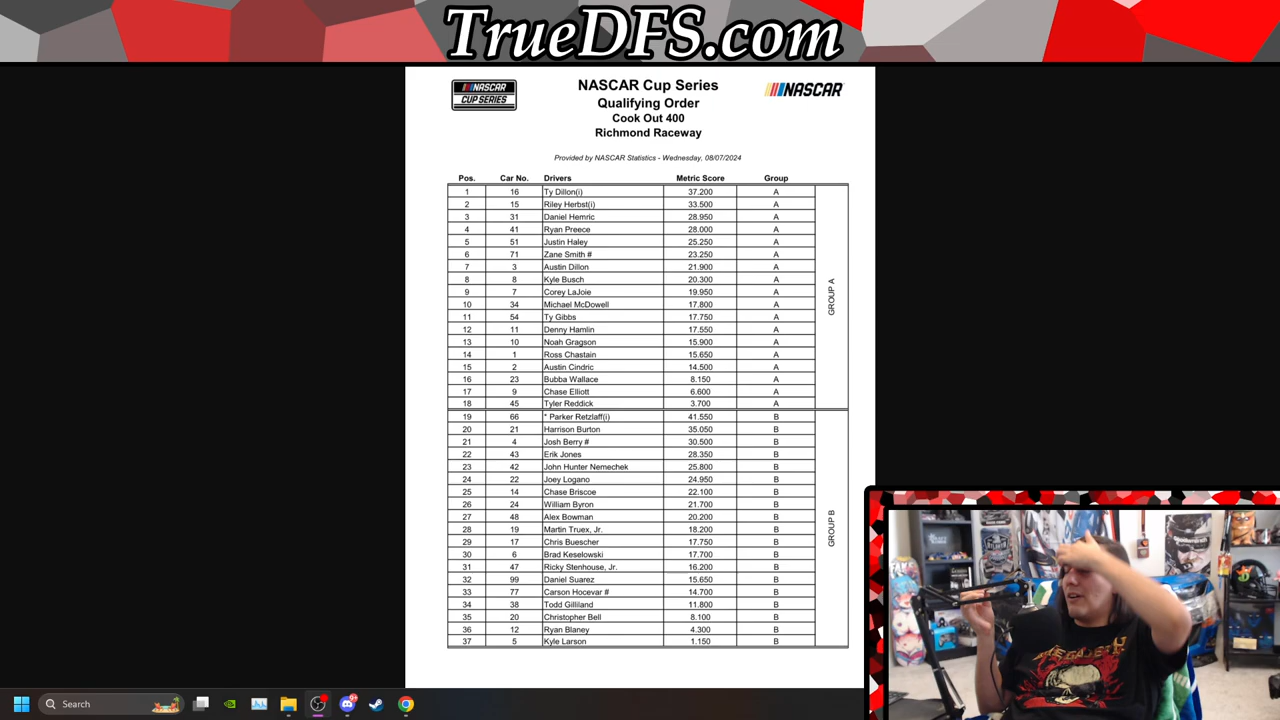 TrueDFS.com
NASCAR
CUP SERIES
NASCAR Cup Series
NASCAR
Qualifying Order
Cook Out 400
Richmond Raceway
Provided by NASCAR Statistics - Wednesday, 08/07/2024
Pos. Car No. Drivers Metric Score Group
1 16 Ty Dillon(i) 37.200 A
2 15 Riley Herbst(i) 33.500 A
3 31 Daniel Hemric 28.950 A
4 41 Ryan Preece 28.000 A
5 51 Justin Haley 25.250 A
6 71 Zane Smith # 23.250 A
7 3 Austin Dillon 21.900 A
8 8 Kyle Busch 20.300 A
9 7 Corey LaJoie 19.950 A
10 34 Michael McDowell 17.800 A
11 54 Ty Gibbs 17.750 A
12 11 Denny Hamlin 17.550 A
13 10 Noah Gragson 15.900 A
14 1 Ross Chastain 15.650 A
15 2 Austin Cindric 14.500 A
16 23 Bubba Wallace 8.150 A
17 9 Chase Elliott 6.600 A
18 45 Tyler Reddick 3.700 A
GROUP A
19 66 * Parker Retzlaff(i) 41.550 B
20 21 Harrison Burton 35.050 B
21 4 Josh Berry # 30.500 B
22 43 Erik Jones 28.350 B
23 42 John Hunter Nemechek 25.800 B
24 22 Joey Logano 24.950 B
25 14 Chase Briscoe 22.100 B
26 24 William Byron 21.700 B
27 48 Alex Bowman 20.200 B
28 19 Martin Truex, Jr. 18.200 B
29 17 Chris Buescher 17.750 B
30 6 Brad Keselowski 17.700 B
31 47 Ricky Stenhouse, Jr. 16.200 B
32 99 Daniel Suarez 15.650 B
33 77 Carson Hocevar # 14.700 B
34 38 Todd Gilliland 11.800 B
35 20 Christopher Bell 8.100 B
36 12 Ryan Blaney 4.300 B
37 5 Kyle Larson 1.150 B
GROUP B
Search
9+